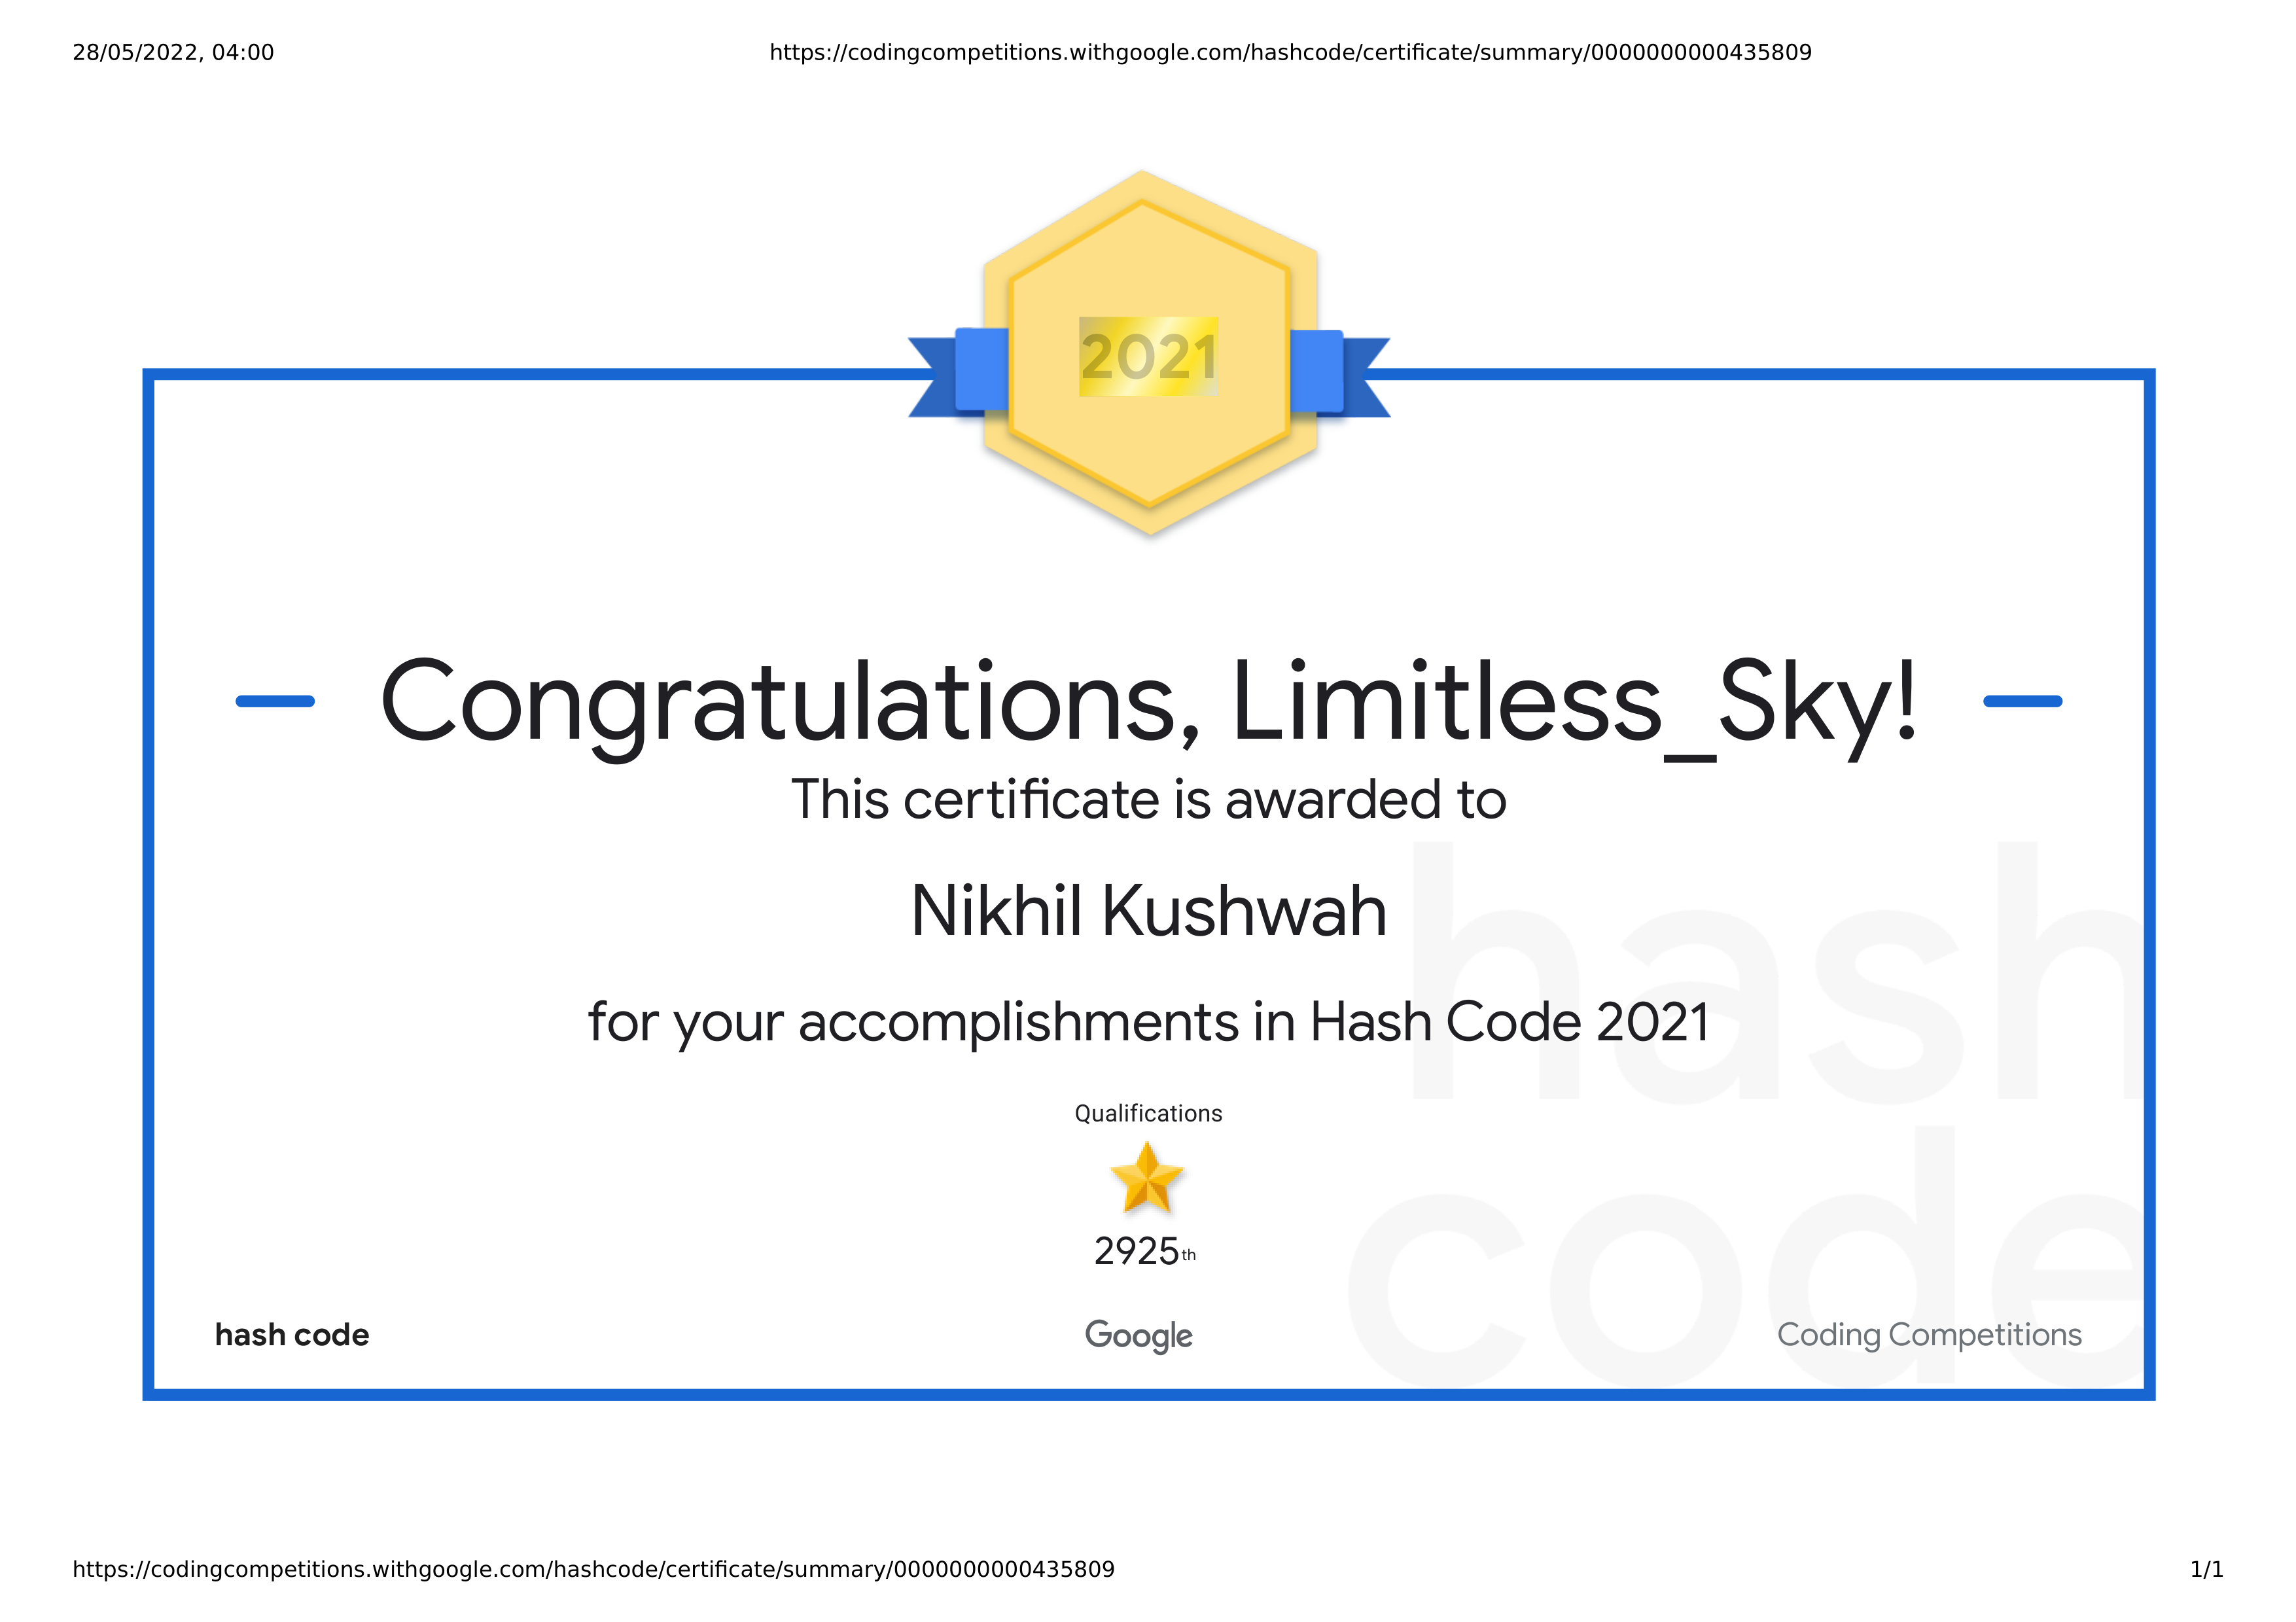 28/05/2022, 04:00
https://codingcompetitions.withgoogle.com/hashcode/certificate/summary/0000000000435809
2021
Congratulations, Limitless_Sky!
This certificate is awarded to
Nikhil Kushwah
for your accomplishments in Hash Code 2021
Qualifications
2925th
hash
code
hash code
Google
Coding Competitions
https://codingcompetitions.withgoogle.com/hashcode/certificate/summary/0000000000435809
1/1